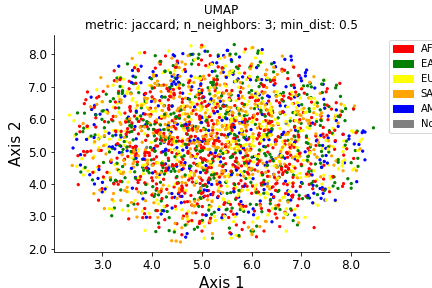 UMAP
metric: jaccard; n_neighbors: 3; min_dist: 0.5
8.0
7.0
6.0
5.0
4.0
3.0
2.0
Axis 2
3.0 4.0 5.0 6.0 7.0 8.0
Axis 1
AF
EA
EU
SA